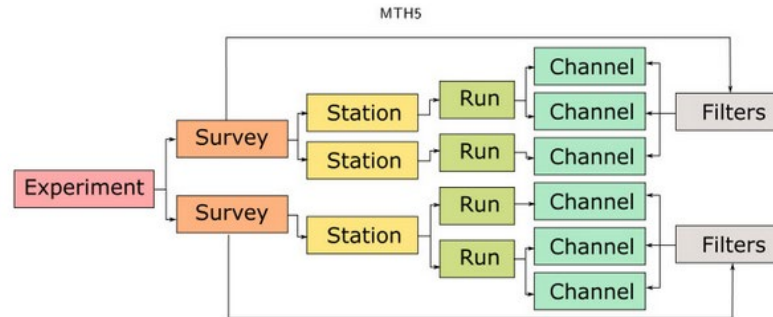 MTH5
Experiment
Survey
Survey
Station
Station
Station
Run
Run
Run
Run
Channel
Channel
Channel
Channel
Channel
Channel
Filters
Filters